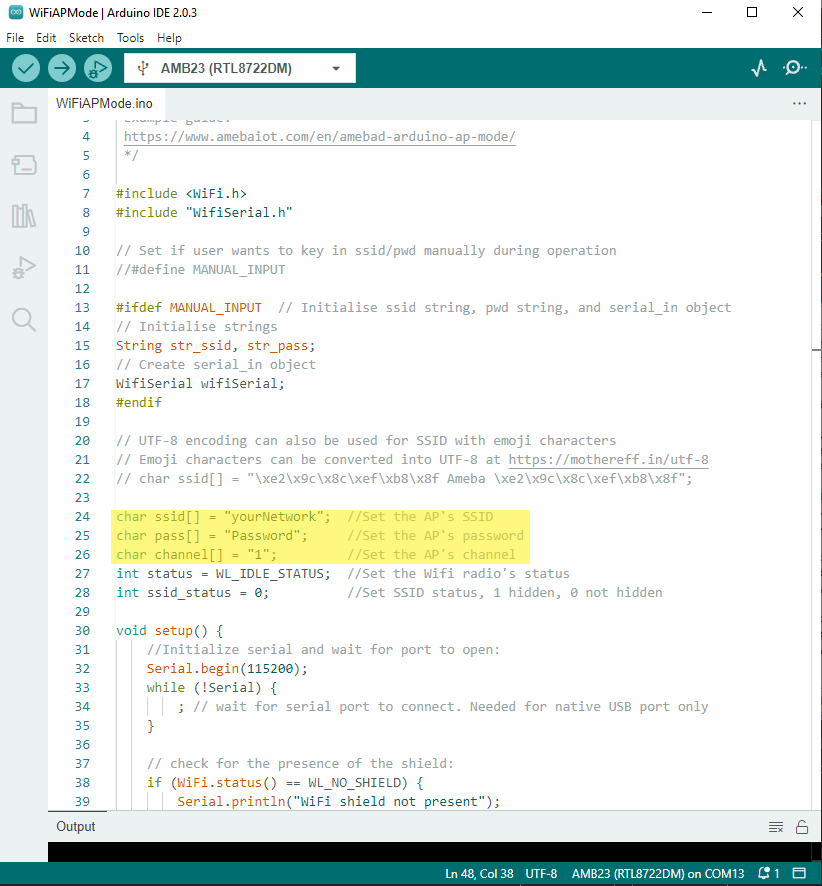 WiFiAPMode | Arduino IDE 2.0.3
File Edit Sketch Tools Help
AMB23 (RTL8722DM)
WiFiAPMode.ino
3 Example guide:
4 https://www.amebaiot.com/en/amebad-arduino-ap-mode/
5 */
6
7 #include <WiFi.h>
8 #include "WifiSerial.h"
9
10 // Set if user wants to key in ssid/pwd manually during operation
11 //#define MANUAL_INPUT
12
13 #ifdef MANUAL_INPUT  // Initialise ssid string, pwd string, and serial_in object
14 // Initialise strings
15 String str_ssid, str_pass;
16 // Create serial_in object
17 WifiSerial wifiSerial;
18 #endif
19
20 // UTF-8 encoding can also be used for SSID with emoji characters
21 // Emoji characters can be converted into UTF-8 at https://mothereff.in/utf-8
22 // char ssid[] = "\xe2\x9c\x8c\xef\xb8\x8f Ameba \xe2\x9c\x8c\xef\xb8\x8f";
23
24 char ssid[] = "yourNetwork";  //Set the AP's SSID
25 char pass[] = "Password";     //Set the AP's password
26 char channel[] = "1";         //Set the AP's channel
27 int status = WL_IDLE_STATUS;  //Set the Wifi radio's status
28 int ssid_status = 0;          //Set SSID status, 1 hidden, 0 not hidden
29
30 void setup() {
31     //Initialize serial and wait for port to open:
32     Serial.begin(115200);
33     while (!Serial) {
34         ; // wait for serial port to connect. Needed for native USB port only
35     }
36
37     // check for the presence of the shield:
38     if (WiFi.status() == WL_NO_SHIELD) {
39         Serial.println("WiFi shield not present");
Output
Ln 48, Col 38 UTF-8 AMB23 (RTL8722DM) on COM13 1